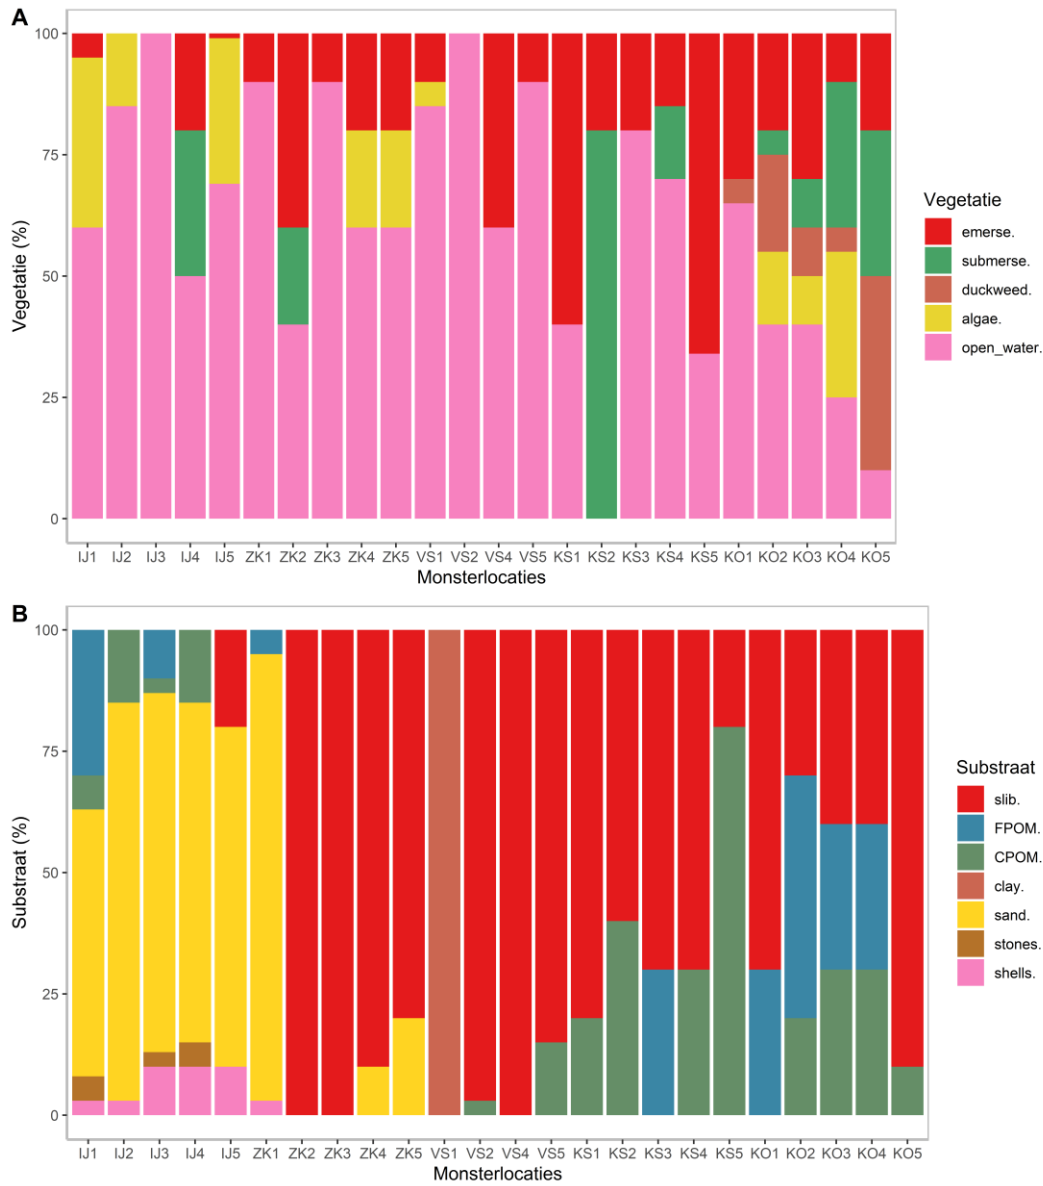 A
Vegetatie (%)
100
75
50
25
0
IJ1 IJ2 IJ3 IJ4 IJ5 ZK1 ZK2 ZK3 ZK4 ZK5 VS1 VS2 VS4 VS5 KS1 KS2 KS3 KS4 KS5 KO1 KO2 KO3 KO4 KO5
Monsterlocaties
Vegetatie
emerse.
submerse.
duckweed.
algae.
open_water.
B
Substraat (%)
100
75
50
25
0
IJ1 IJ2 IJ3 IJ4 IJ5 ZK1 ZK2 ZK3 ZK4 ZK5 VS1 VS2 VS4 VS5 KS1 KS2 KS3 KS4 KS5 KO1 KO2 KO3 KO4 KO5
Monsterlocaties
Substraat
slib.
FPOM.
CPOM.
clay.
sand.
stones.
shells.